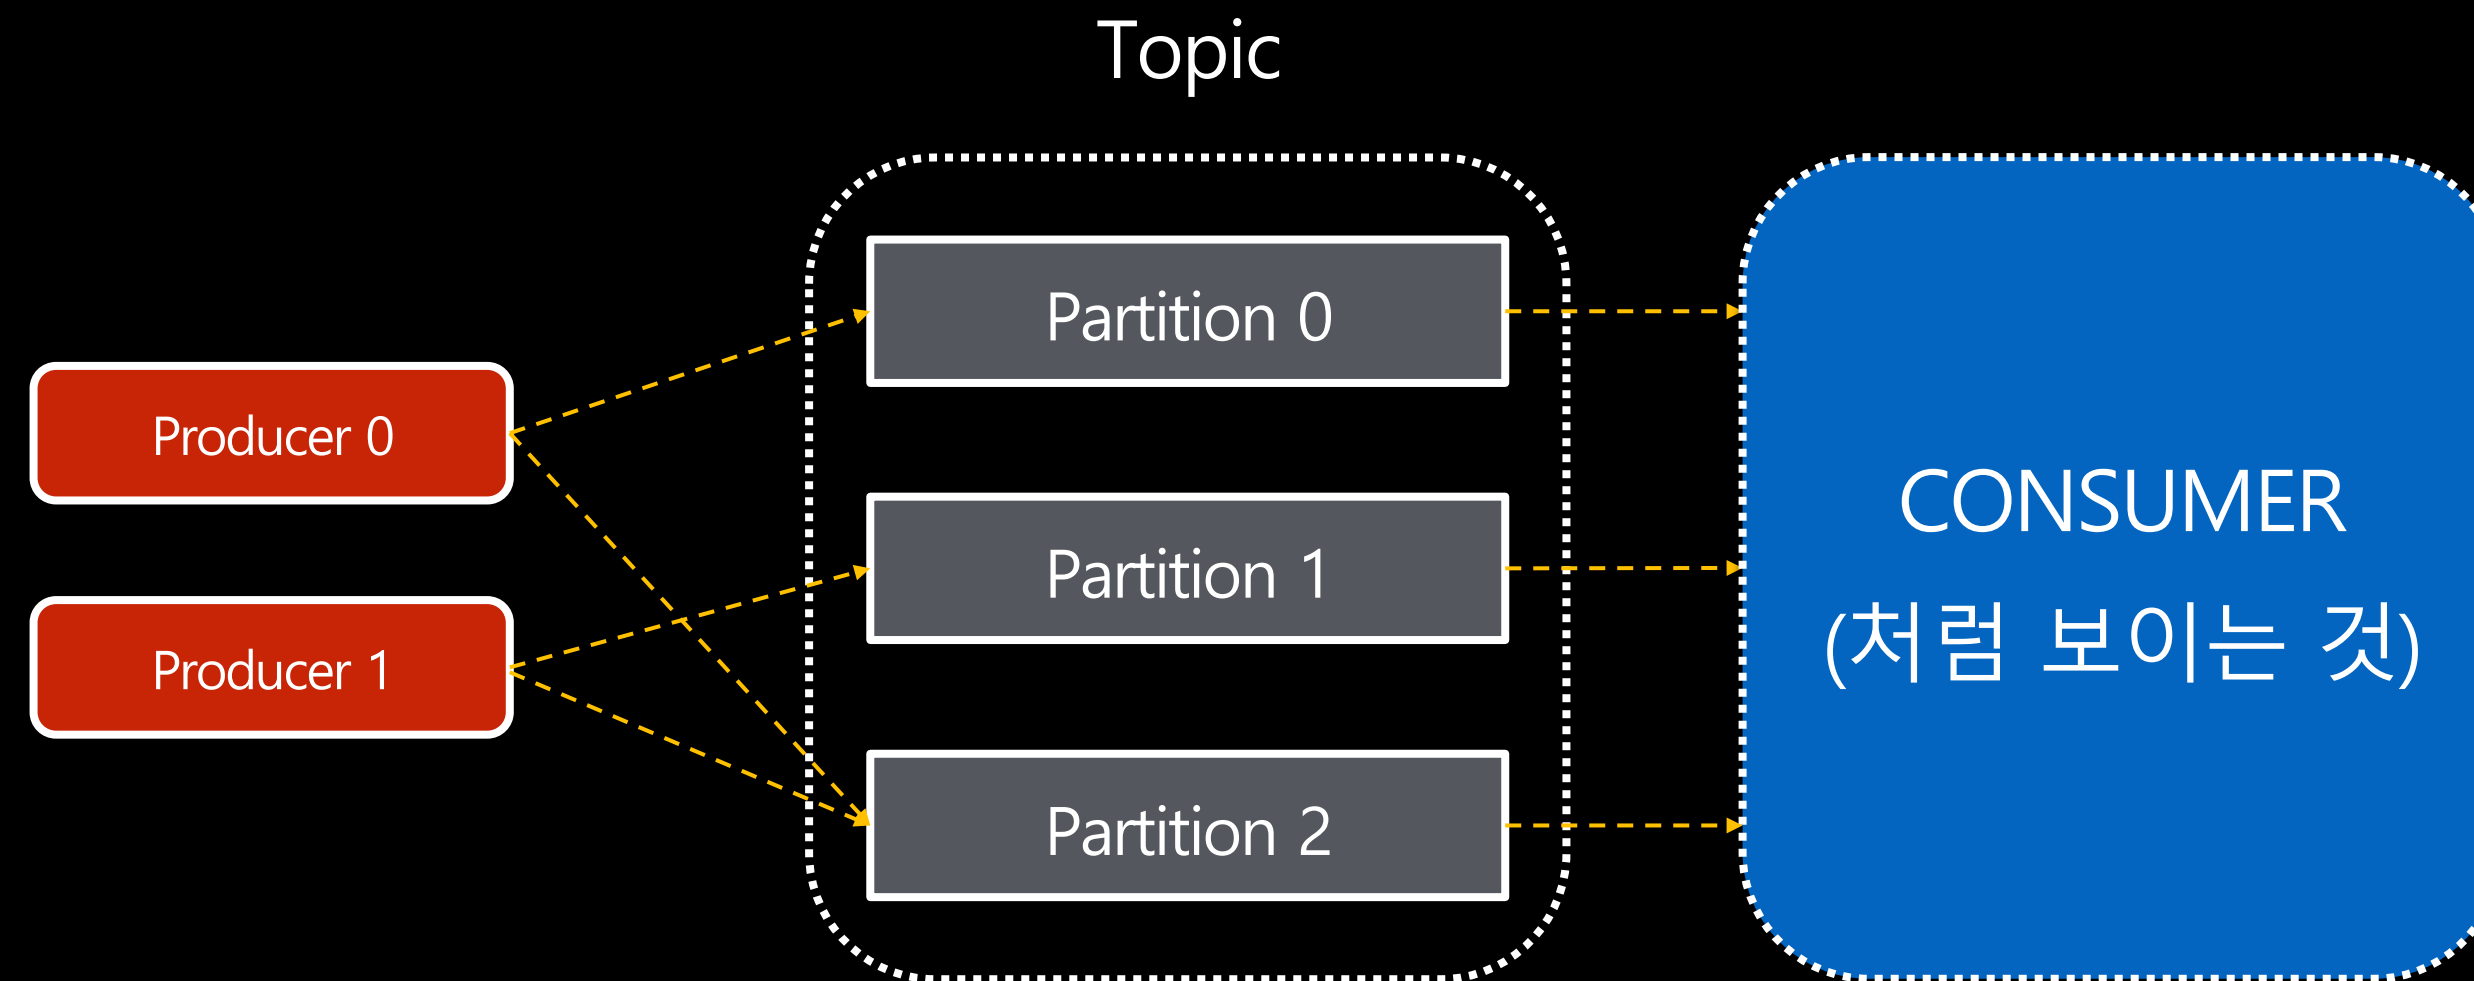 Topic
Producer 0
Producer 1
Partition 0
Partition 1
Partition 2
CONSUMER
(처럼 보이는 것)